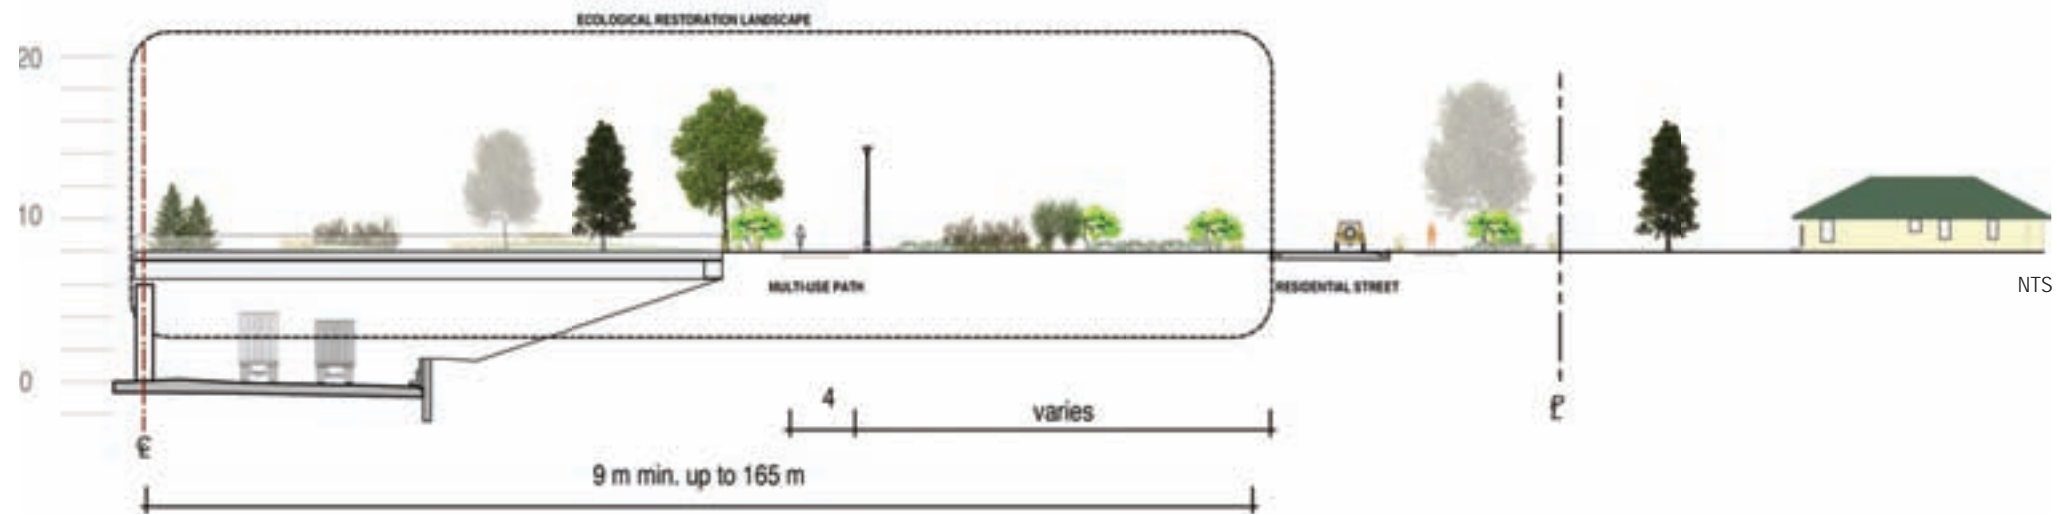 ECOLOGICAL RESTORATION LANDSCAPE
20
10
MULTI-USE PATH
RESIDENTIAL STREET
NTS
0
4
varies
℄
⅊
9 m min. up to 165 m